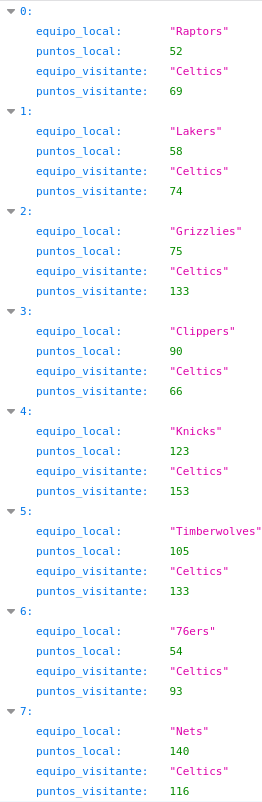 0:
equipo_local: "Raptors"
puntos_local: 52
equipo_visitante: "Celtics"
puntos_visitante: 69
1:
equipo_local: "Lakers"
puntos_local: 58
equipo_visitante: "Celtics"
puntos_visitante: 74
2:
equipo_local: "Grizzlies"
puntos_local: 75
equipo_visitante: "Celtics"
puntos_visitante: 133
3:
equipo_local: "Clippers"
puntos_local: 90
equipo_visitante: "Celtics"
puntos_visitante: 66
4:
equipo_local: "Knicks"
puntos_local: 123
equipo_visitante: "Celtics"
puntos_visitante: 153
5:
equipo_local: "Timberwolves"
puntos_local: 105
equipo_visitante: "Celtics"
puntos_visitante: 133
6:
equipo_local: "76ers"
puntos_local: 54
equipo_visitante: "Celtics"
puntos_visitante: 93
7:
equipo_local: "Nets"
puntos_local: 140
equipo_visitante: "Celtics"
puntos_visitante: 116